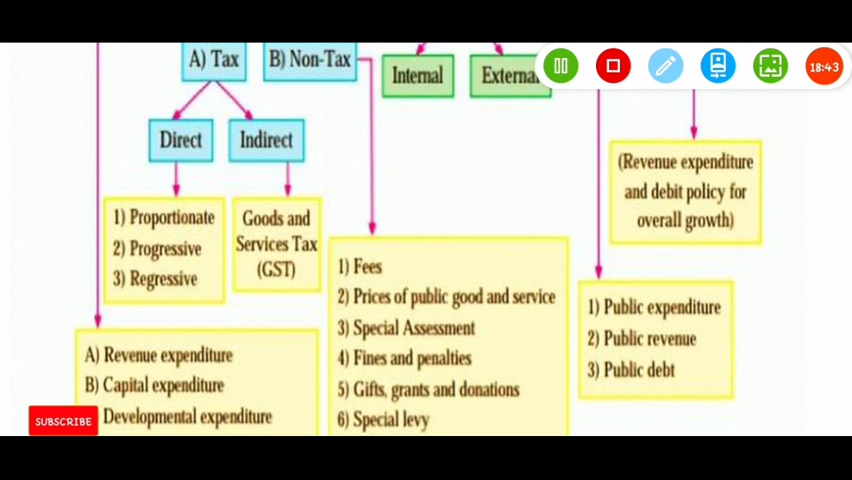 A) Tax
B) Non-Tax
Internal
External
18:43
Direct
Indirect
(Revenue expenditure
and debit policy for
overall growth)
1) Proportionate
2) Progressive
3) Regressive
Goods and
Services Tax
(GST)
1) Fees
2) Prices of public good and service
3) Special Assessment
4) Fines and penalties
5) Gifts, grants and donations
6) Special levy
1) Public expenditure
2) Public revenue
3) Public debt
A) Revenue expenditure
B) Capital expenditure
Developmental expenditure
SUBSCRIBE